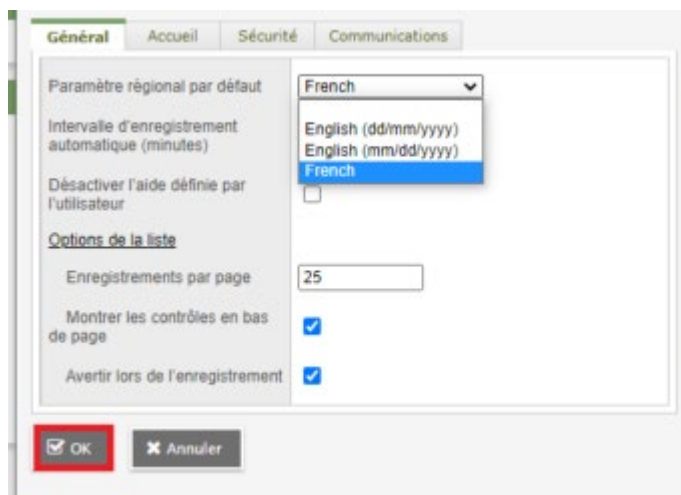 Général Accueil Sécurité Communications
Paramètre régional par défaut French
English (dd/mm/yyyy)
English (mm/dd/yyyy)
French
Intervalle d'enregistrement
automatique (minutes)
Désactiver l'aide définie par
l'utilisateur
Options de la liste
Enregistrements par page 25
Montrer les contrôles en bas
de page
Avertir lors de l'enregistrement
OK Annuler